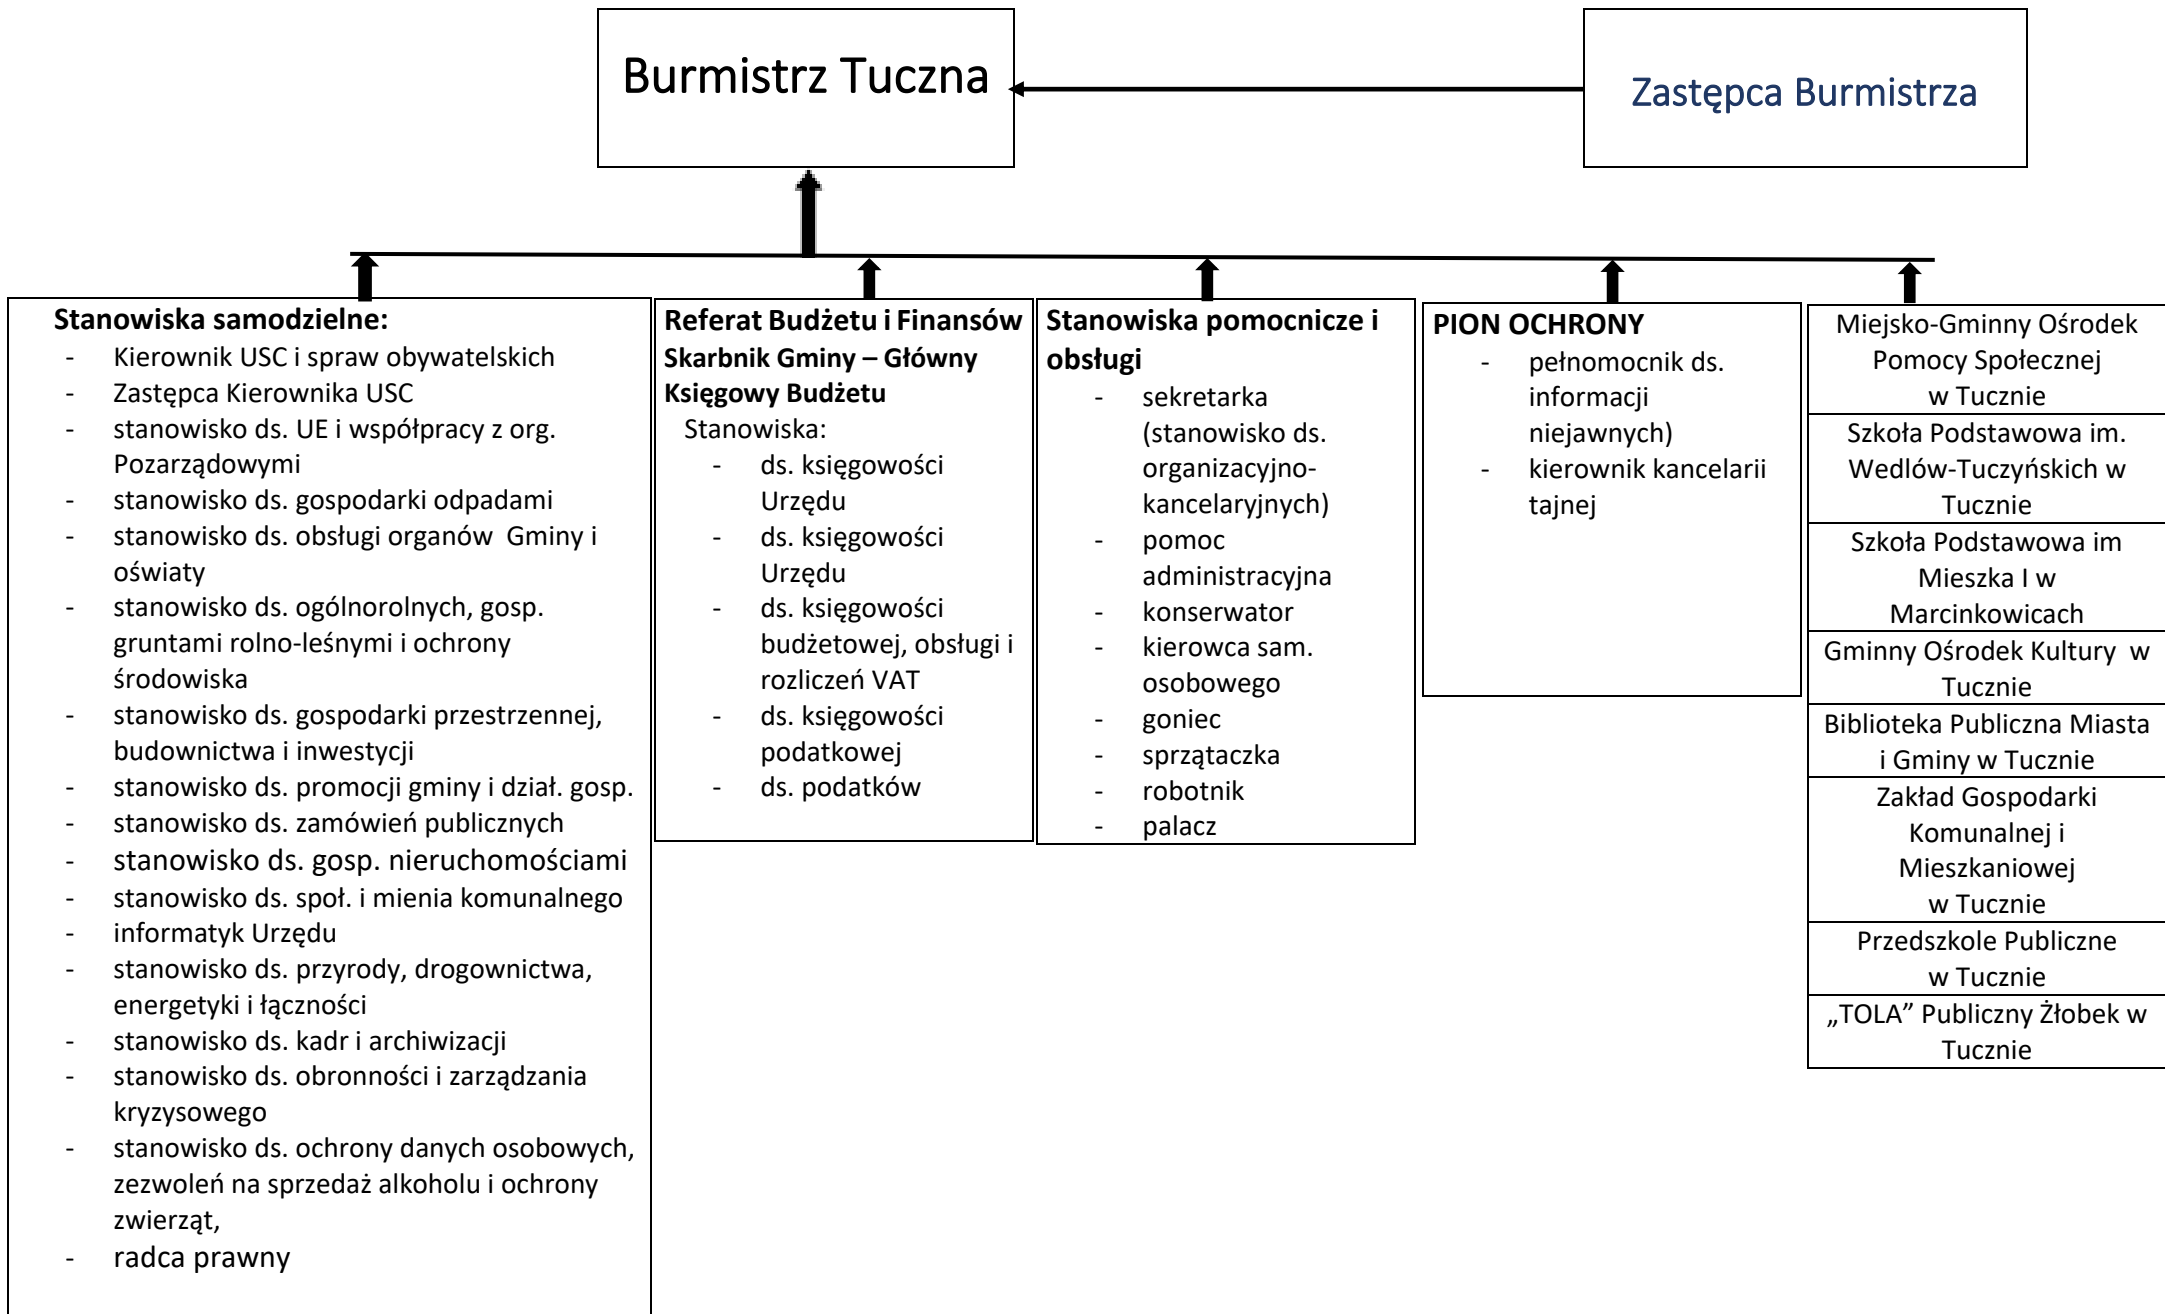 Burmistrz Tuczna
Zastępca Burmistrza
Stanowiska samodzielne:
- Kierownik USC i spraw obywatelskich
- Zastępca Kierownika USC
- stanowisko ds. UE i współpracy z org.
Pozarządowymi
- stanowisko ds. gospodarki odpadami
- stanowisko ds. obsługi organów  Gminy i
oświaty
- stanowisko ds. ogólnorolnych, gosp.
gruntami rolno-leśnymi i ochrony
środowiska
- stanowisko ds. gospodarki przestrzennej,
budownictwa i inwestycji
- stanowisko ds. promocji gminy i dział. gosp.
- stanowisko ds. zamówień publicznych
- stanowisko ds. gosp. nieruchomościami
- stanowisko ds. społ. i mienia komunalnego
- informatyk Urzędu
- stanowisko ds. przyrody, drogownictwa,
energetyki i łączności
- stanowisko ds. kadr i archiwizacji
- stanowisko ds. obronności i zarządzania
kryzysowego
- stanowisko ds. ochrony danych osobowych,
zezwoleń na sprzedaż alkoholu i ochrony
zwierząt,
- radca prawny
Referat Budżetu i Finansów
Skarbnik Gminy – Główny
Księgowy Budżetu
Stanowiska:
- ds. księgowości
Urzędu
- ds. księgowości
Urzędu
- ds. księgowości
budżetowej, obsługi i
rozliczeń VAT
- ds. księgowości
podatkowej
- ds. podatków
Stanowiska pomocnicze i
obsługi
- sekretarka
(stanowisko ds.
organizacyjno-
kancelaryjnych)
- pomoc
administracyjna
- konserwator
- kierowca sam.
osobowego
- goniec
- sprzątaczka
- robotnik
- palacz
PION OCHRONY
- pełnomocnik ds.
informacji
niejawnych)
- kierownik kancelarii
tajnej
Miejsko-Gminny Ośrodek
Pomocy Społecznej
w Tucznie
Szkoła Podstawowa im.
Wedlów-Tuczyńskich w
Tucznie
Szkoła Podstawowa im
Mieszka I w
Marcinkowicach
Gminny Ośrodek Kultury  w
Tucznie
Biblioteka Publiczna Miasta
i Gminy w Tucznie
Zakład Gospodarki
Komunalnej i
Mieszkaniowej
w Tucznie
Przedszkole Publiczne
w Tucznie
„TOLA” Publiczny Żłobek w
Tucznie